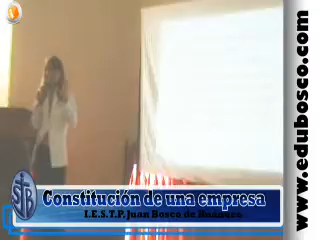 Constitución de una empresa
I.E.S.T.P. Juan Bosco de Huánuco
www.edubosco.com